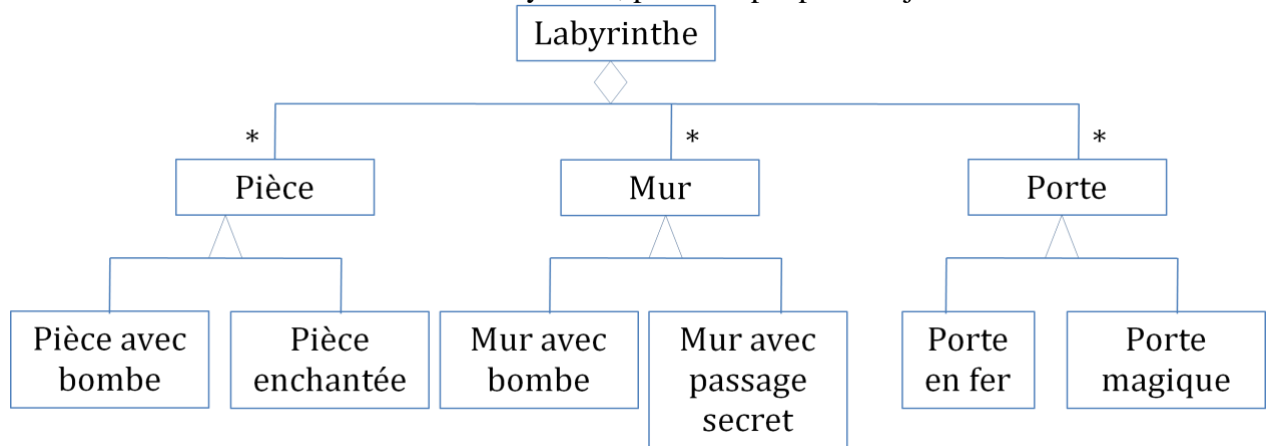 Labyrinthe
*
*
*
Pièce
Mur
Porte
Pièce avec
bombe
Pièce
enchantée
Mur avec
bombe
Mur avec
passage
secret
Porte
en fer
Porte
magique